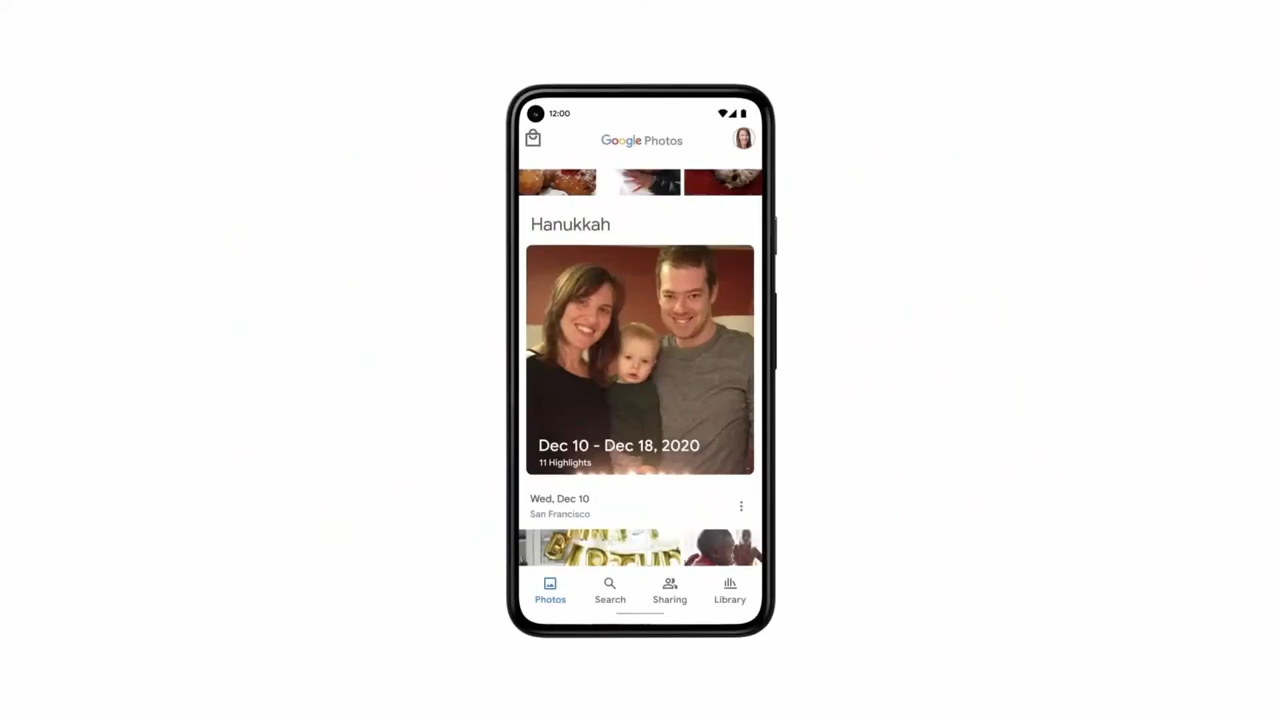 12:00
Google Photos
Hanukkah
Dec 10 - Dec 18, 2020
11 Highlights
Wed, Dec 10
San Francisco
Photos
Search
Sharing
Library